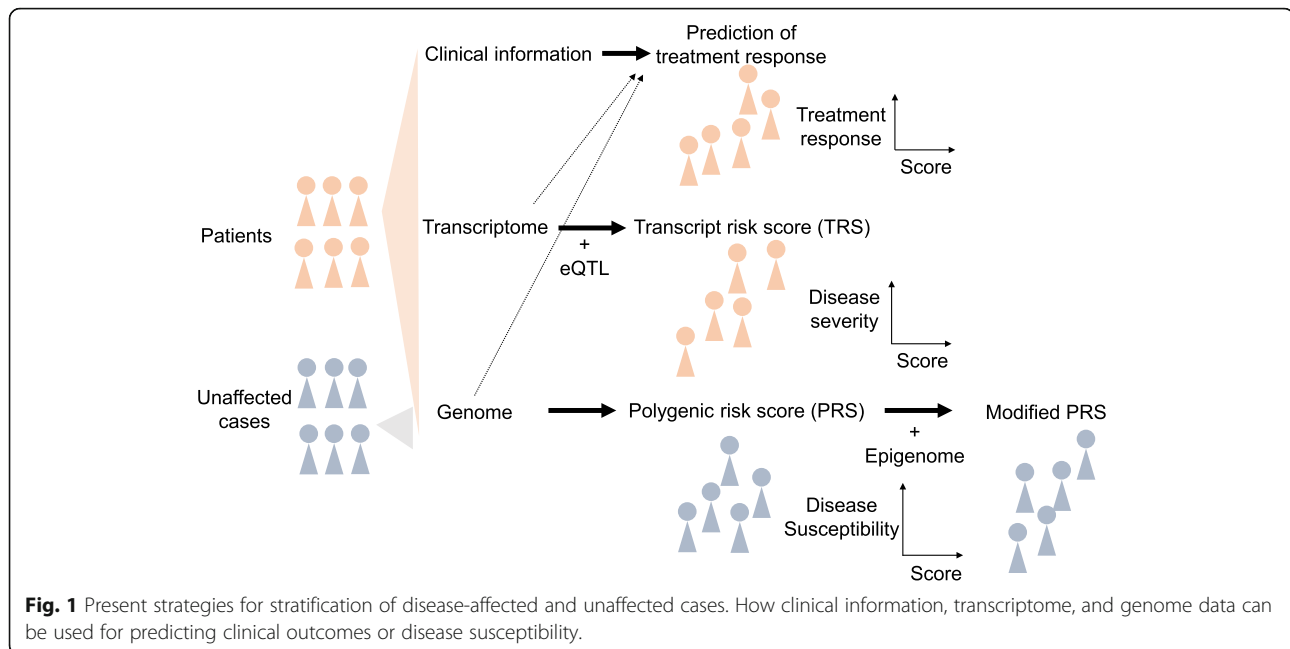 Clinical information
Prediction of
treatment response
Treatment
response
Score
Patients
Transcriptome
+
eQTL
Transcript risk score (TRS)
Disease
severity
Score
Unaffected
cases
Genome
Polygenic risk score (PRS)
+
Epigenome
Modified PRS
Disease
Susceptibility
Score
Fig. 1 Present strategies for stratification of disease-affected and unaffected cases. How clinical information, transcriptome, and genome data can
be used for predicting clinical outcomes or disease susceptibility.